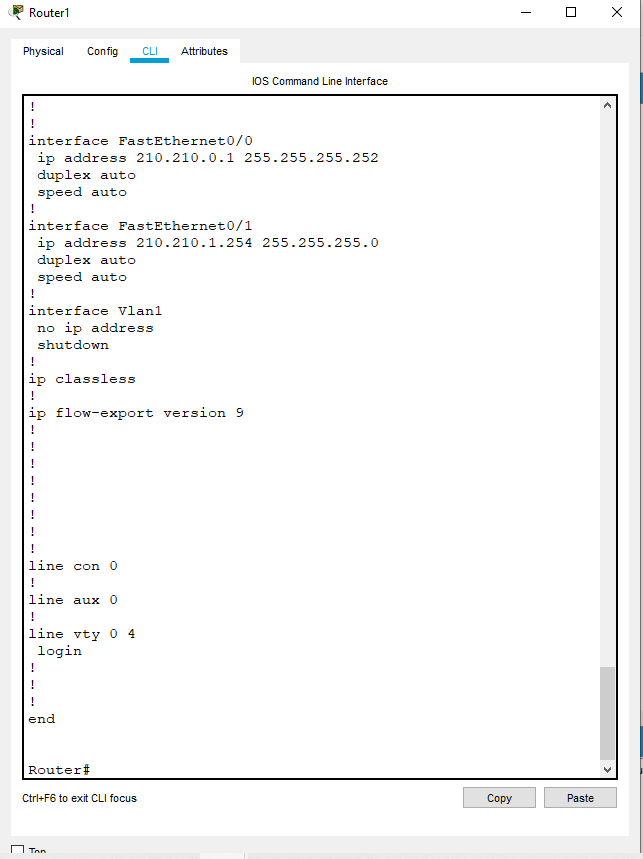 Router1
Physical Config CLI Attributes
IOS Command Line Interface
!
!
interface FastEthernet0/0
 ip address 210.210.0.1 255.255.255.252
 duplex auto
 speed auto
!
interface FastEthernet0/1
 ip address 210.210.1.254 255.255.255.0
 duplex auto
 speed auto
!
interface Vlan1
 no ip address
 shutdown
!
ip classless
!
ip flow-export version 9
!
!
!
!
!
!
!
!
line con 0
!
line aux 0
!
line vty 0 4
 login
!
!
!
end
Router#
Ctrl+F6 to exit CLI focus Copy Paste
Top